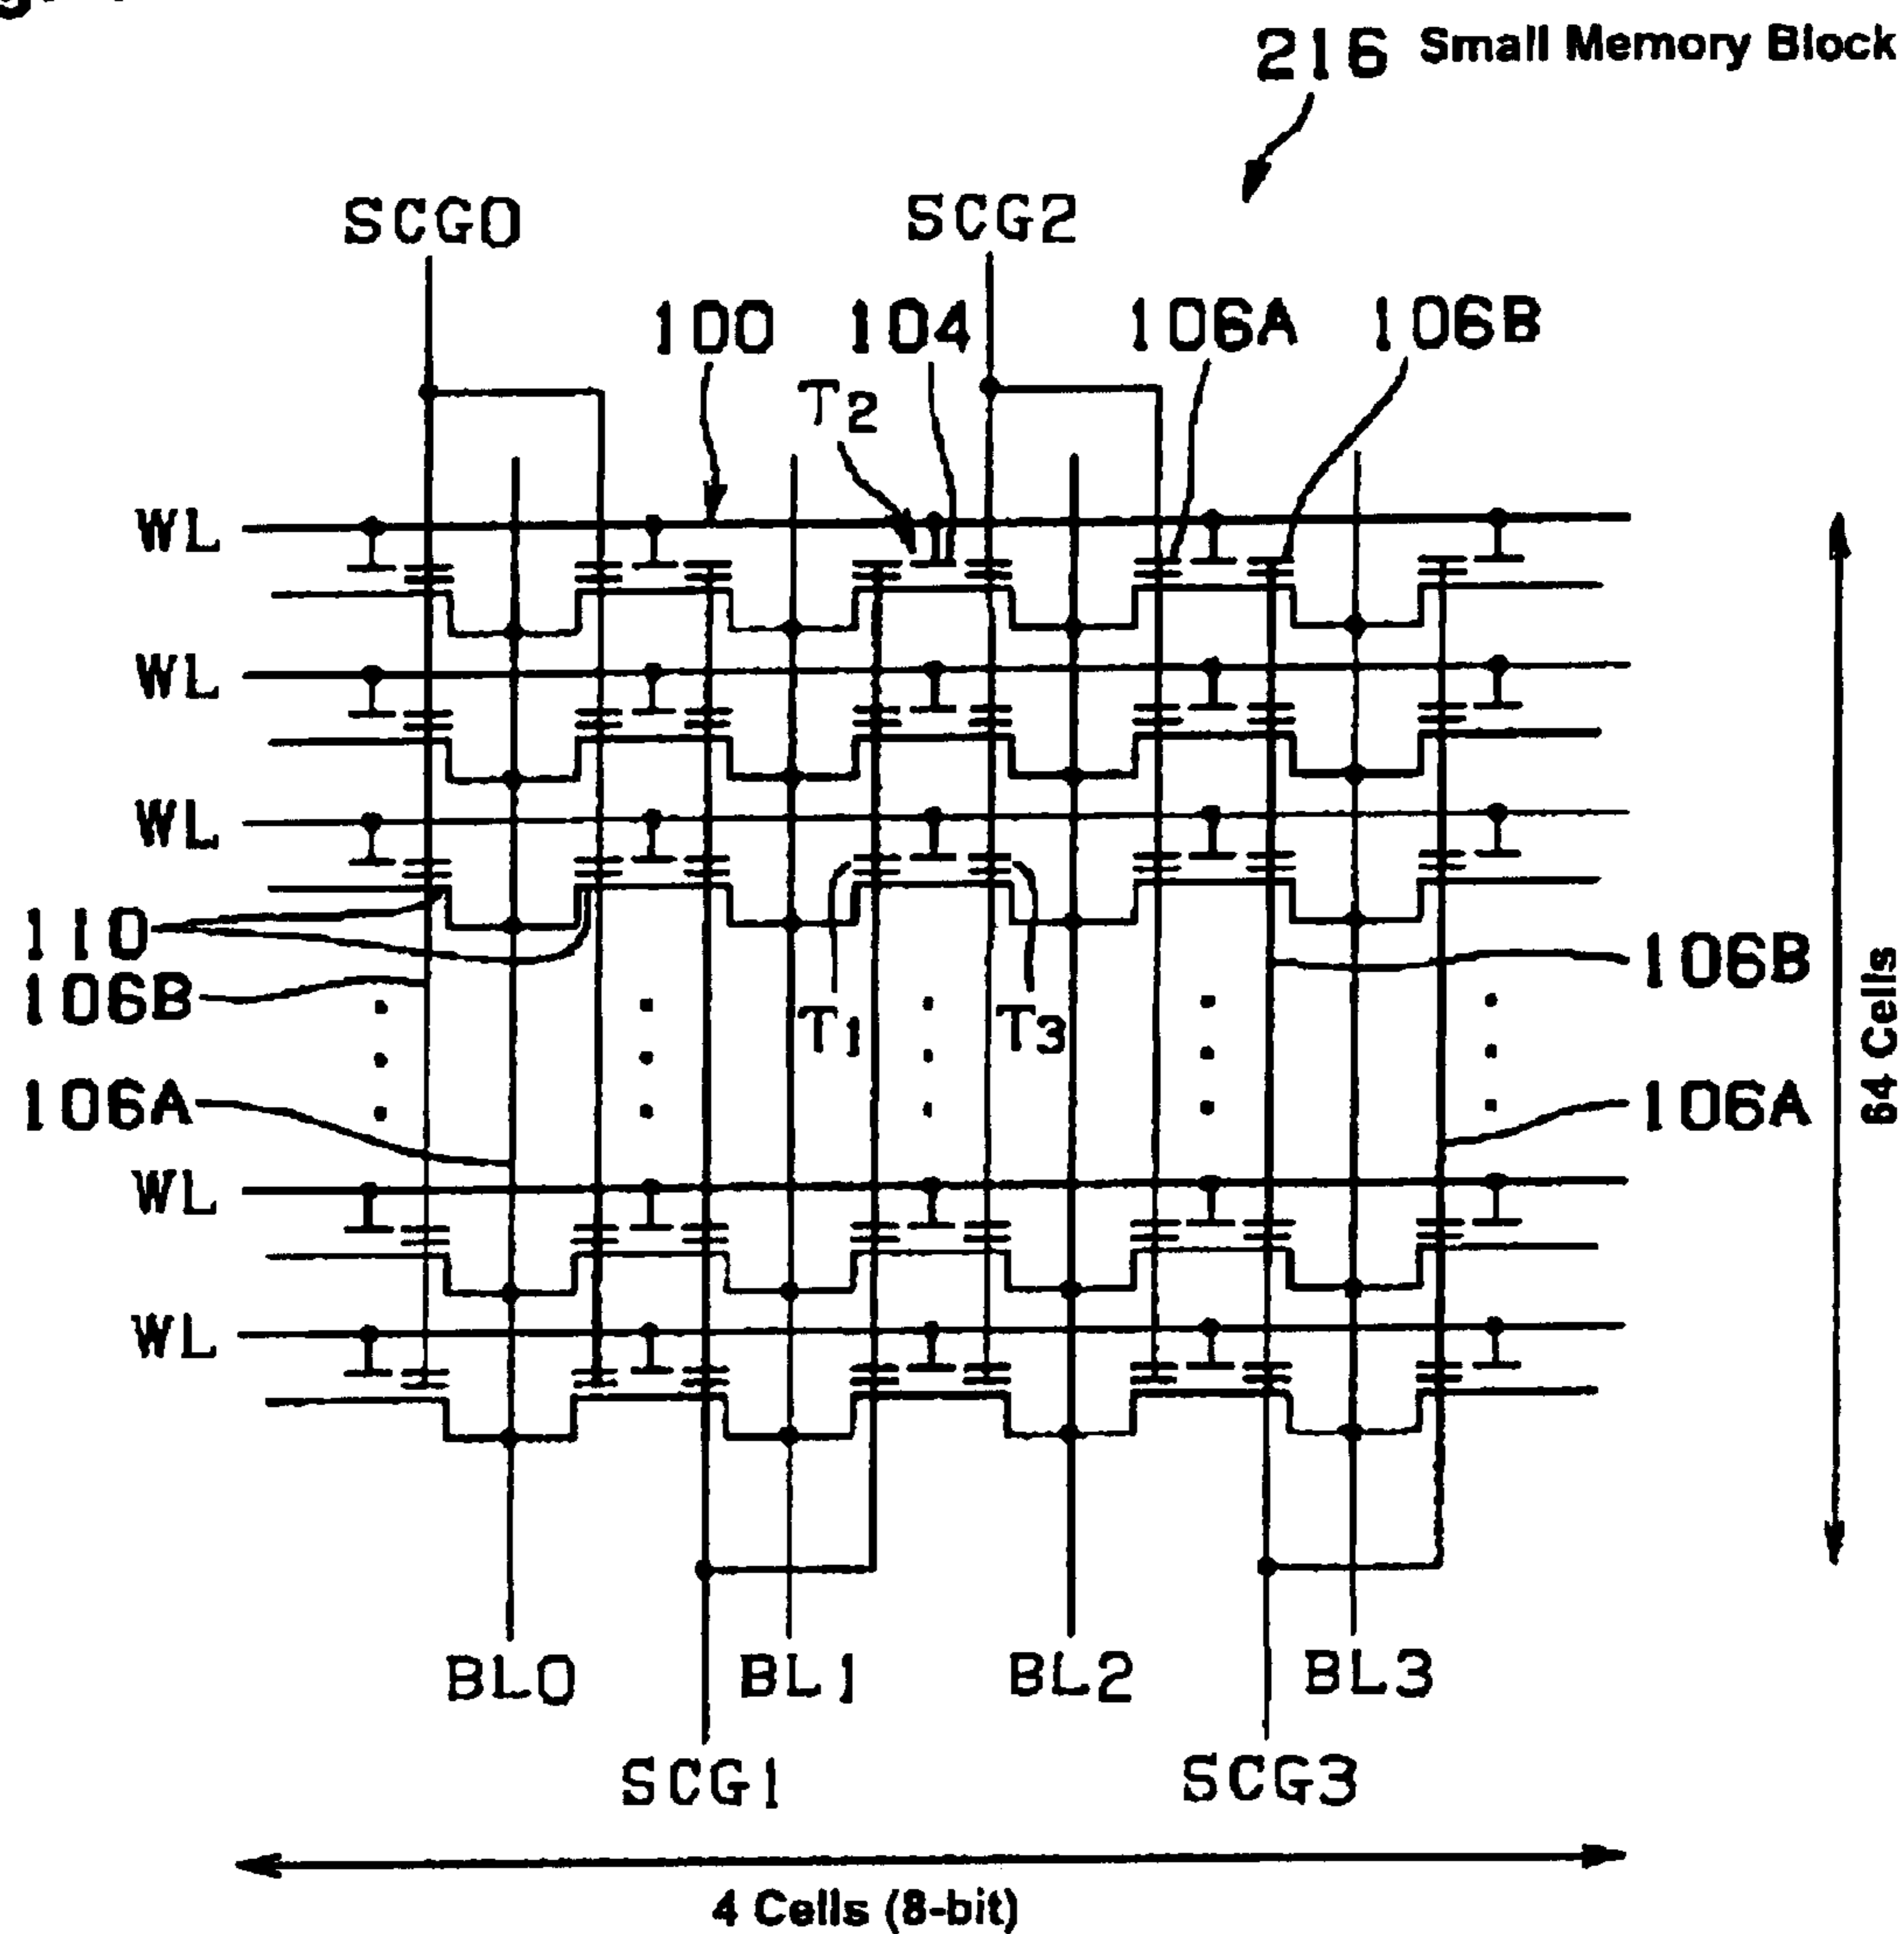 216 Small Memory Block
SCG0 SCG2
100 104 106A 106B
T2
WL
WL
WL
110
106B
106B
T1 T3
64 Cells
106A
106A
WL
WL
BL0 BL1 BL2 BL3
SCG1 SCG3
4 Cells (8-bit)